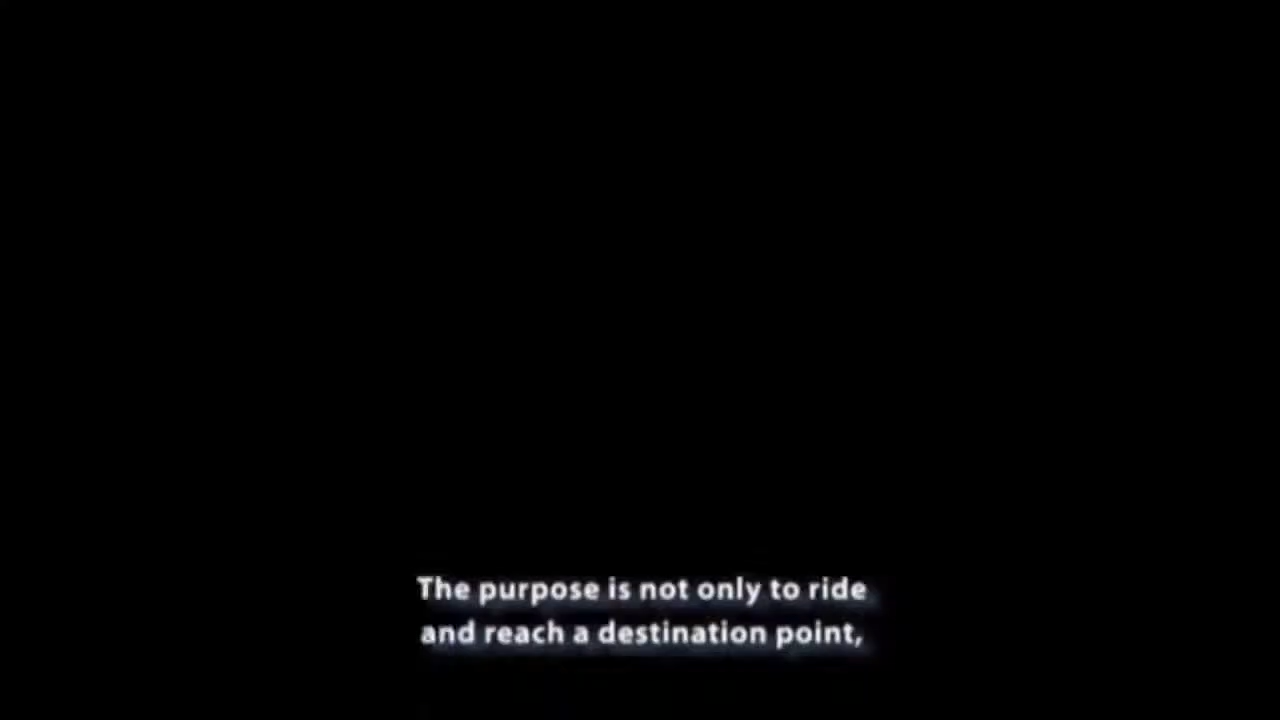 The purpose is not only to ride
and reach a destination point,